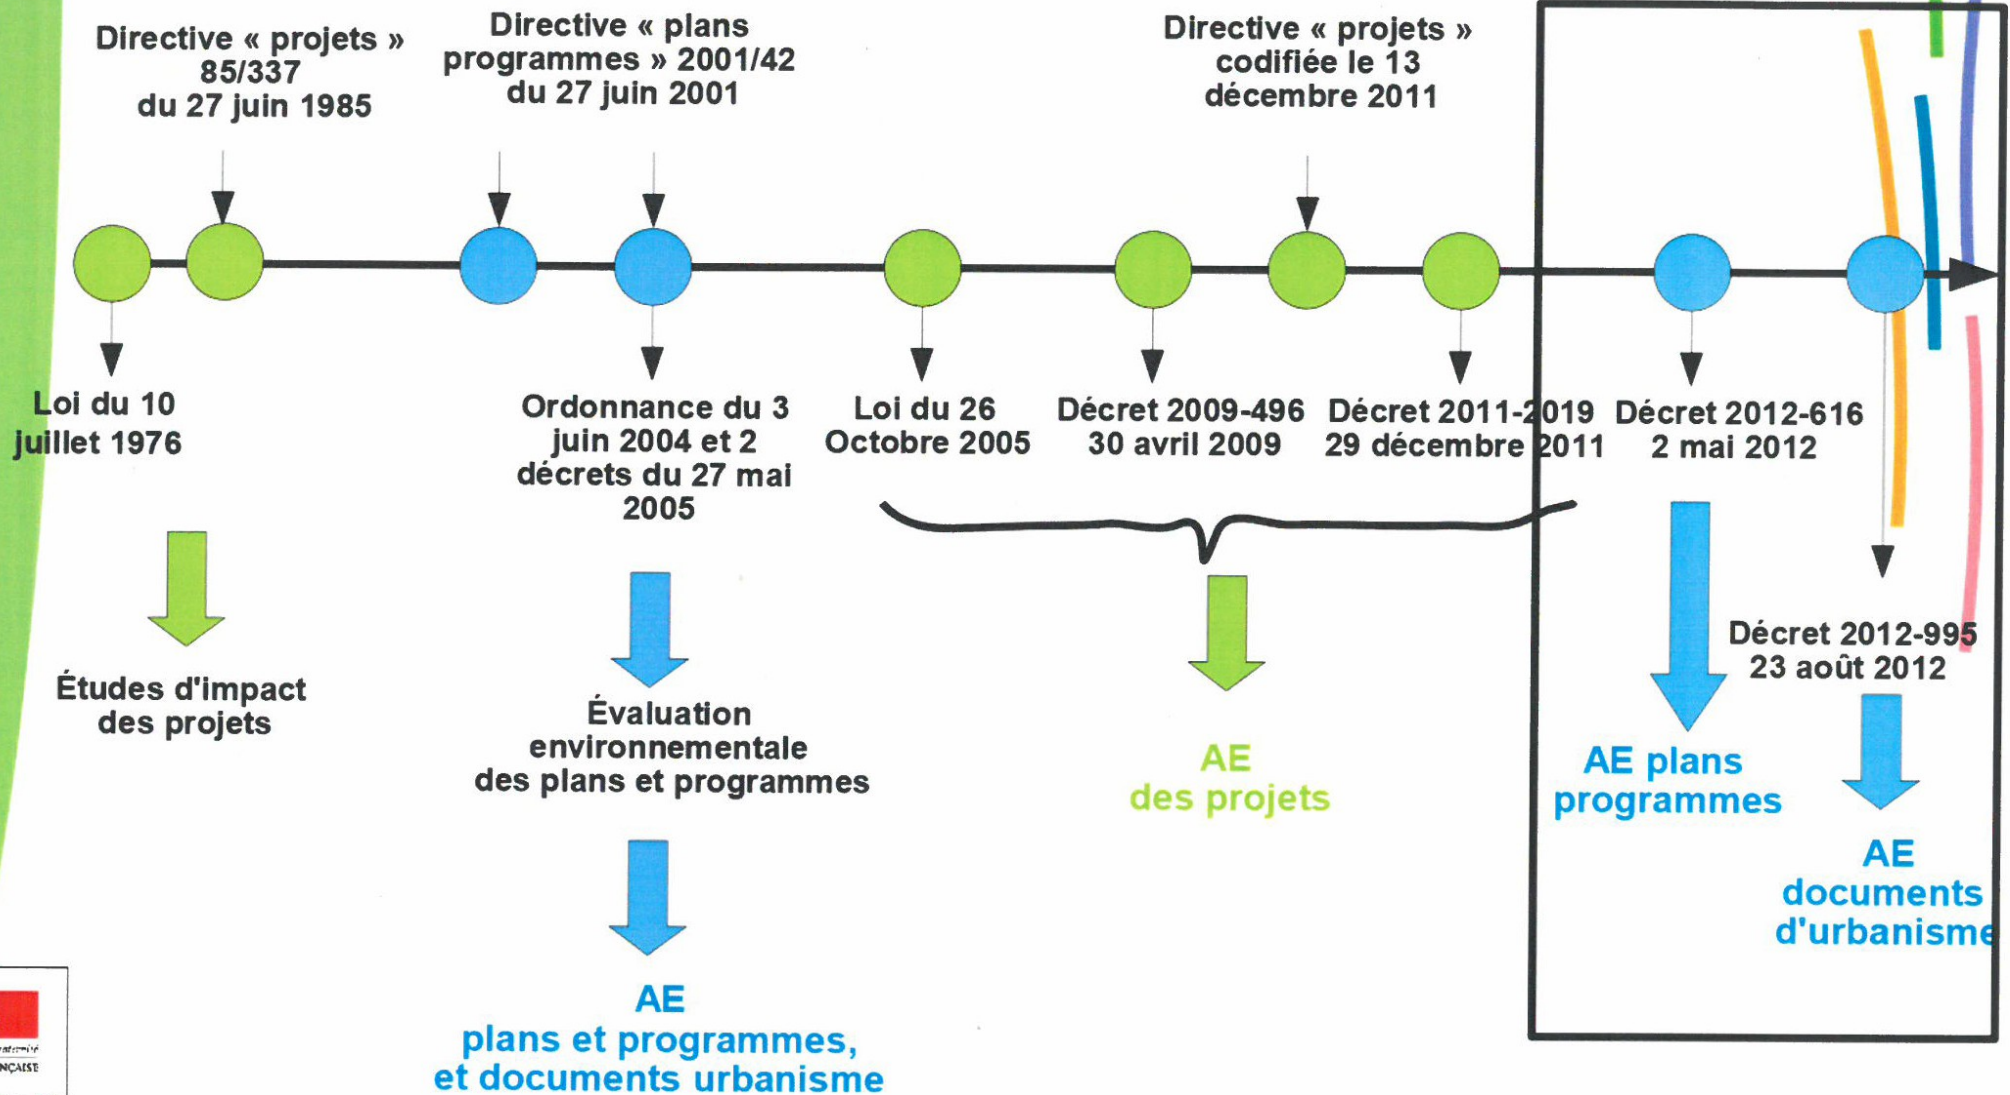 Directive « projets »
85/337
du 27 juin 1985
Directive « plans
programmes » 2001/42
du 27 juin 2001
Directive « projets »
codifiée le 13
décembre 2011
Loi du 10
juillet 1976
Ordonnance du 3
juin 2004 et 2
décrets du 27 mai
2005
Loi du 26
Octobre 2005
Décret 2009-496
30 avril 2009
Décret 2011-2019
29 décembre 2011
Décret 2012-616
2 mai 2012
Décret 2012-995
23 août 2012
Études d'impact
des projets
Évaluation
environnementale
des plans et programmes
AE
des projets
AE plans
programmes
AE
documents
d'urbanisme
AE
plans et programmes,
et documents urbanisme